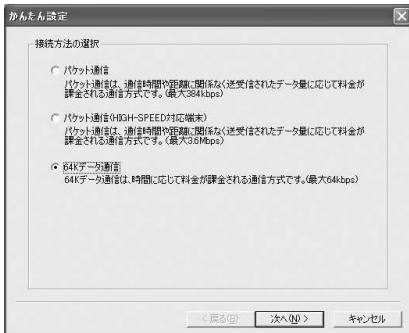 かんたん設定
接続方法の選択
パケット通信
パケット通信は、通信時間や距離に関係なく送受信されたデータ量に応じて料金が
課金される通信方式です。(最大384kbps)
パケット通信(HIGH-SPEED対応端末)
パケット通信は、通信時間や距離に関係なく送受信されたデータ量に応じて料金が
課金される通信方式です。(最大3.6Mbps)
64Kデータ通信
64Kデータ通信は、時間に応じて料金が課金される通信方式です。(最大64kbps)
< 戻る(B) 次へ(N) > キャンセル